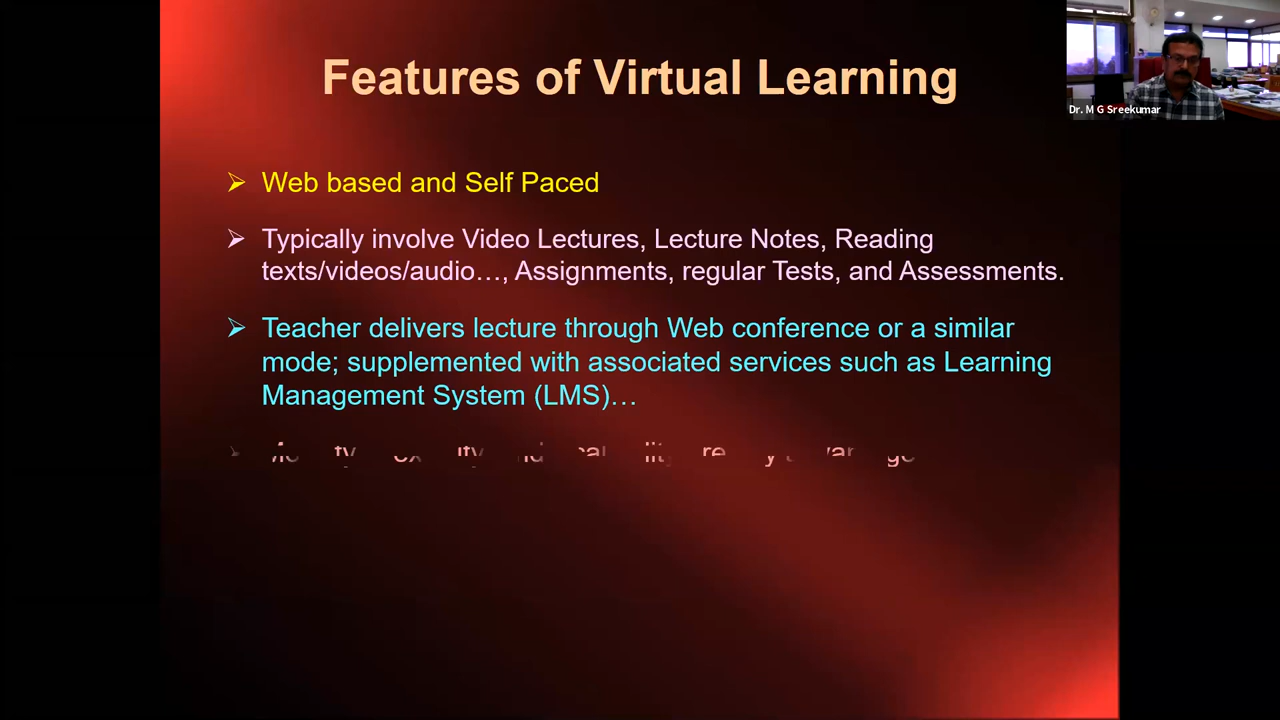 Features of Virtual Learning
Dr. M G Sreekumar
➢ Web based and Self Paced
➢ Typically involve Video Lectures, Lecture Notes, Reading
texts/videos/audio…, Assignments, regular Tests, and Assessments.
➢ Teacher delivers lecture through Web conference or a similar
mode; supplemented with associated services such as Learning
Management System (LMS)…